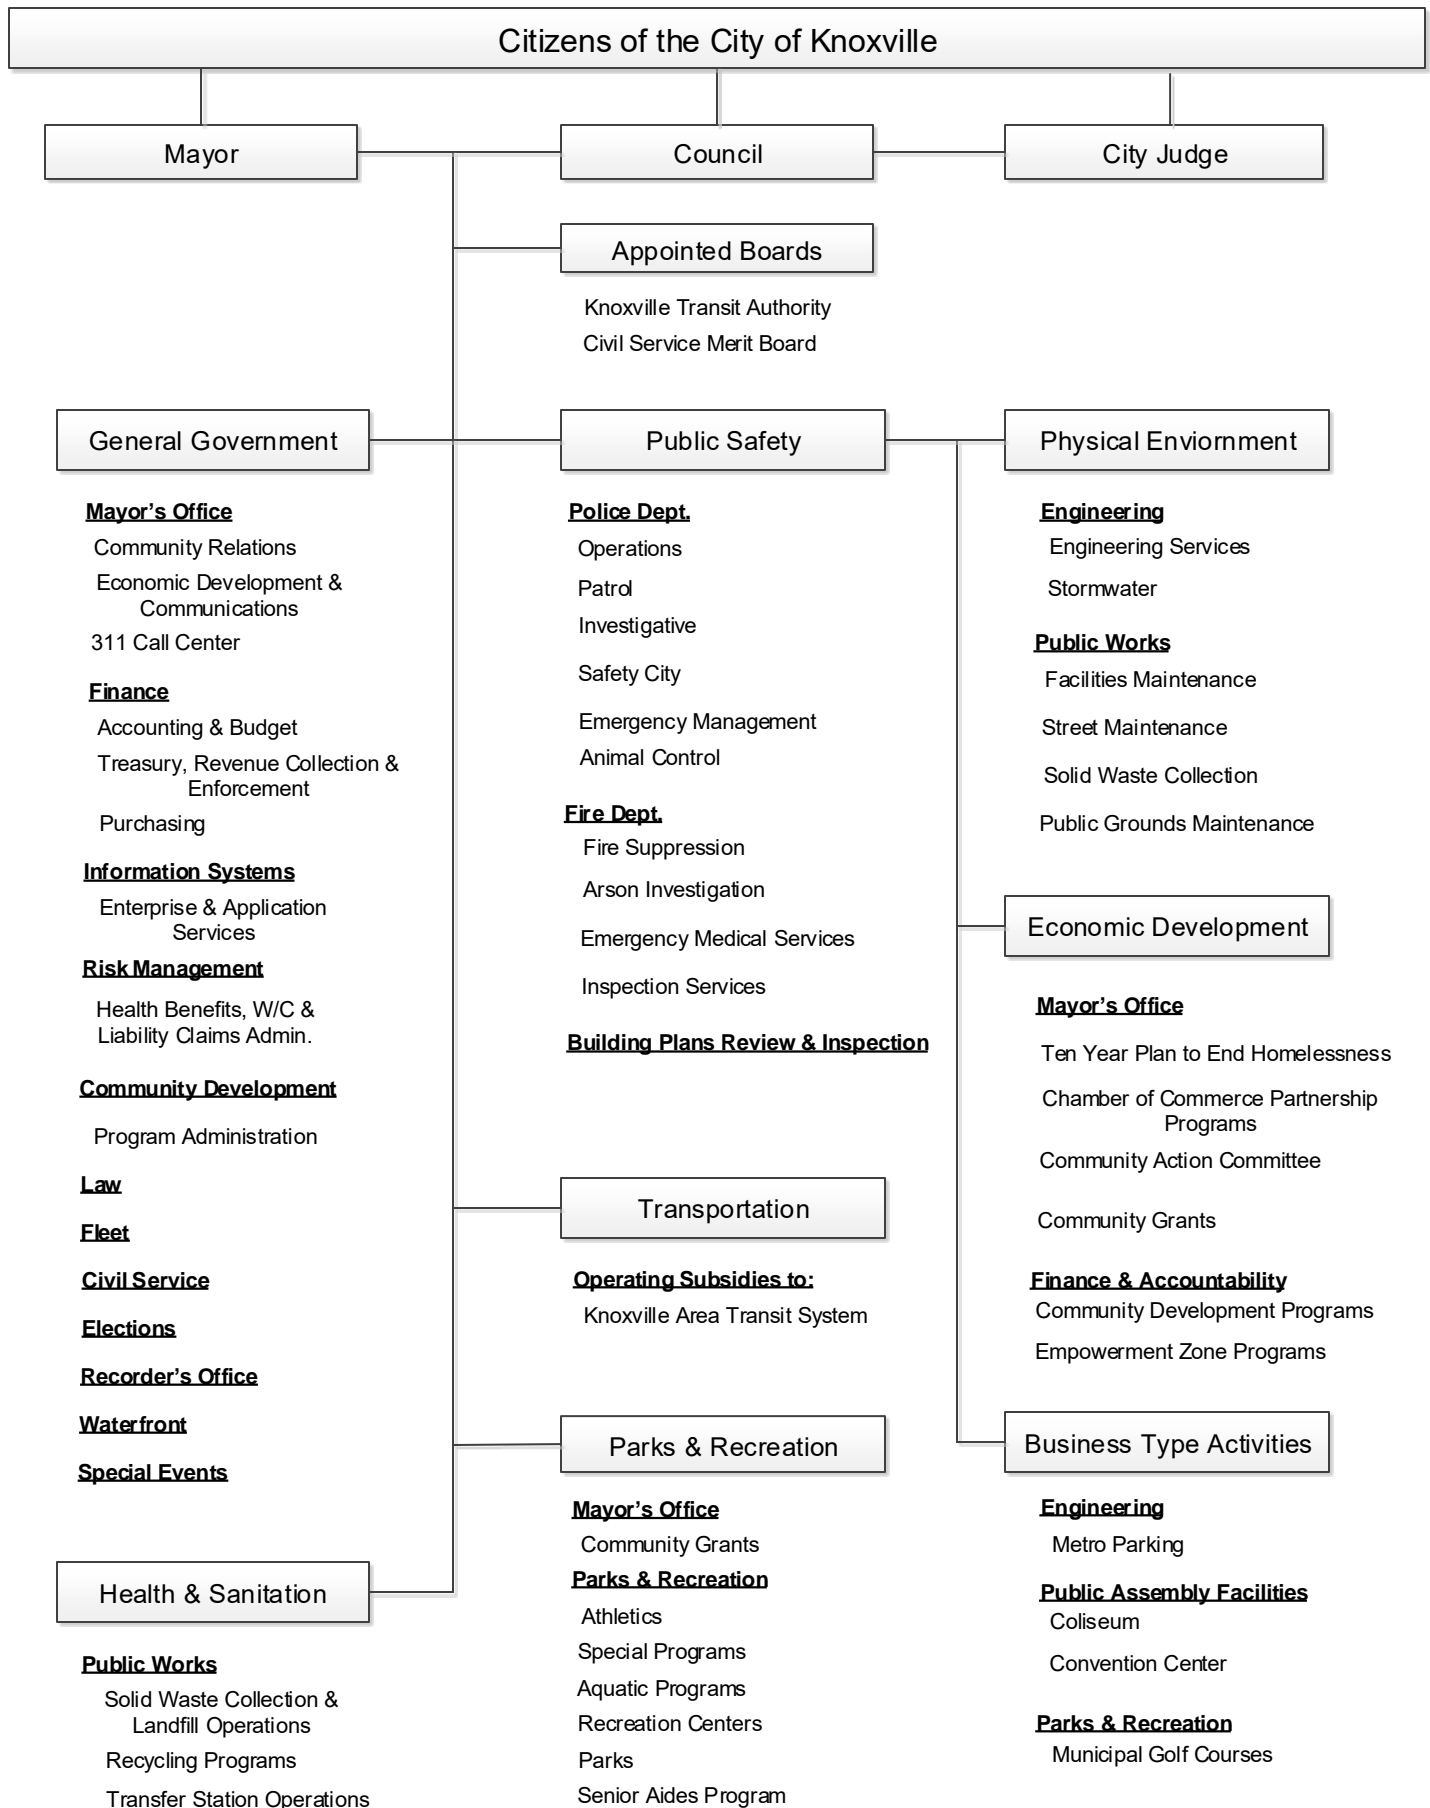 Citizens of the City of Knoxville
Mayor
Council
City Judge
Appointed Boards
Knoxville Transit Authority
Civil Service Merit Board
General Government
Mayor's Office
Community Relations
Economic Development &
Communications
311 Call Center
Finance
Accounting & Budget
Treasury, Revenue Collection &
Enforcement
Purchasing
Information Systems
Enterprise & Application
Services
Risk Management
Health Benefits, W/C &
Liability Claims Admin.
Community Development
Program Administration
Law
Fleet
Civil Service
Elections
Recorder's Office
Waterfront
Special Events
Health & Sanitation
Public Works
Solid Waste Collection &
Landfill Operations
Recycling Programs
Transfer Station Operations
Public Safety
Police Dept.
Operations
Patrol
Investigative
Safety City
Emergency Management
Animal Control
Fire Dept.
Fire Suppression
Arson Investigation
Emergency Medical Services
Inspection Services
Building Plans Review & Inspection
Transportation
Operating Subsidies to:
Knoxville Area Transit System
Parks & Recreation
Mayor's Office
Community Grants
Parks & Recreation
Athletics
Special Programs
Aquatic Programs
Recreation Centers
Parks
Senior Aides Program
Physical Enviornment
Engineering
Engineering Services
Stormwater
Public Works
Facilities Maintenance
Street Maintenance
Solid Waste Collection
Public Grounds Maintenance
Economic Development
Mayor's Office
Ten Year Plan to End Homelessness
Chamber of Commerce Partnership
Programs
Community Action Committee
Community Grants
Finance & Accountability
Community Development Programs
Empowerment Zone Programs
Business Type Activities
Engineering
Metro Parking
Public Assembly Facilities
Coliseum
Convention Center
Parks & Recreation
Municipal Golf Courses